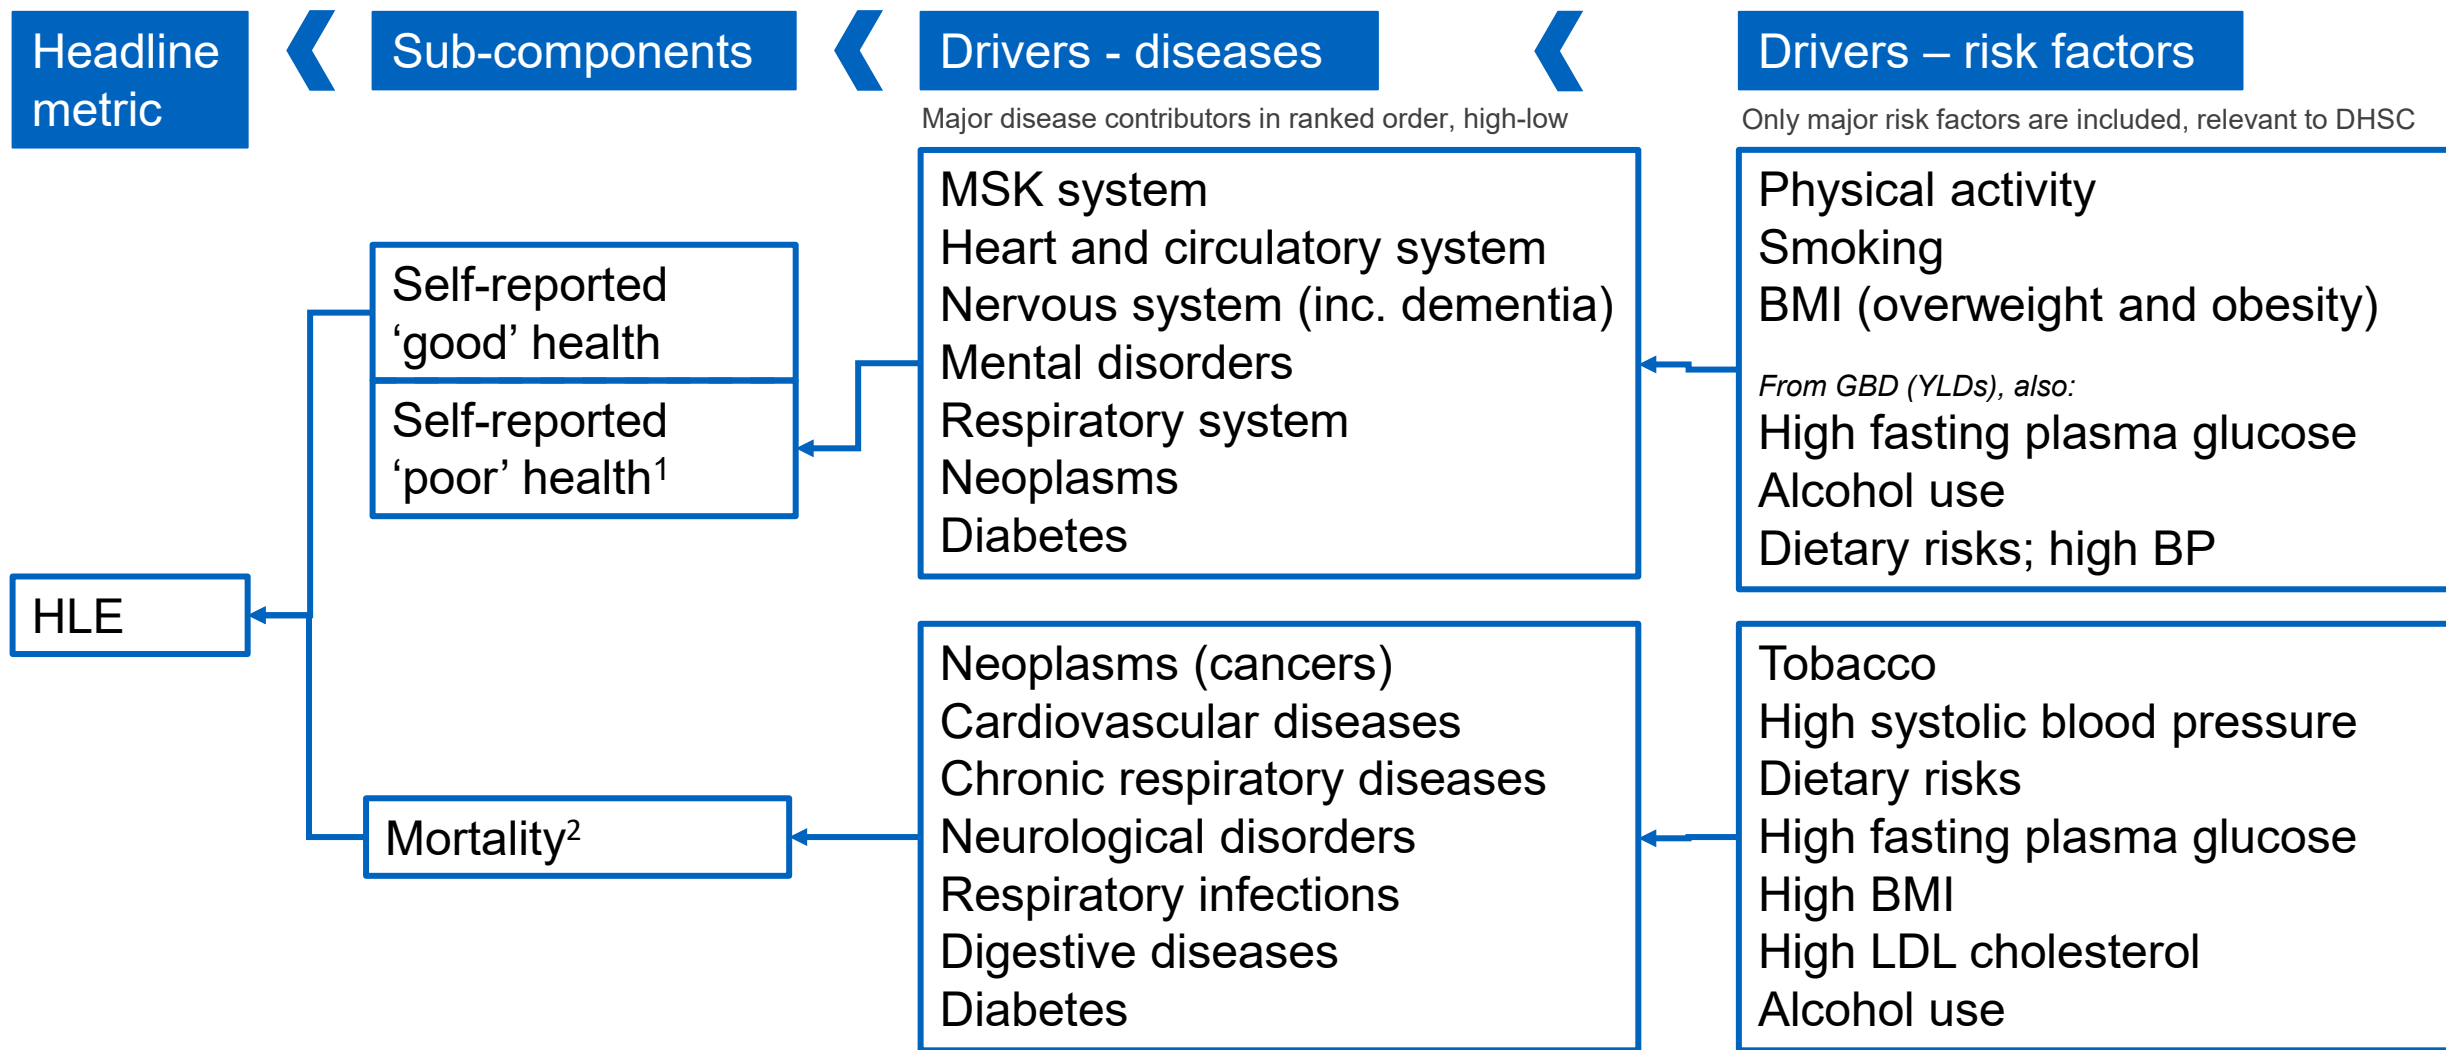 Headline
metric
Sub-components
Drivers - diseases
Drivers – risk factors
Major disease contributors in ranked order, high-low
Only major risk factors are included, relevant to DHSC
HLE
Self-reported
‘good’ health
Self-reported
‘poor’ health¹
MSK system
Heart and circulatory system
Nervous system (inc. dementia)
Mental disorders
Respiratory system
Neoplasms
Diabetes
Physical activity
Smoking
BMI (overweight and obesity)
From GBD (YLDs), also:
High fasting plasma glucose
Alcohol use
Dietary risks; high BP
Mortality²
Neoplasms (cancers)
Cardiovascular diseases
Chronic respiratory diseases
Neurological disorders
Respiratory infections
Digestive diseases
Diabetes
Tobacco
High systolic blood pressure
Dietary risks
High fasting plasma glucose
High BMI
High LDL cholesterol
Alcohol use